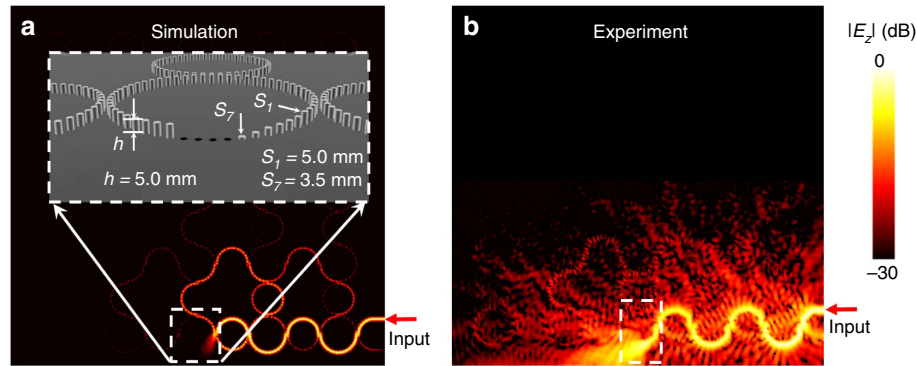 a
Simulation
S₁
S₇
h
S₁ = 5.0 mm
h = 5.0 mm
S₇ = 3.5 mm
Input
b
Experiment
|E_z| (dB)
0
–30
Input